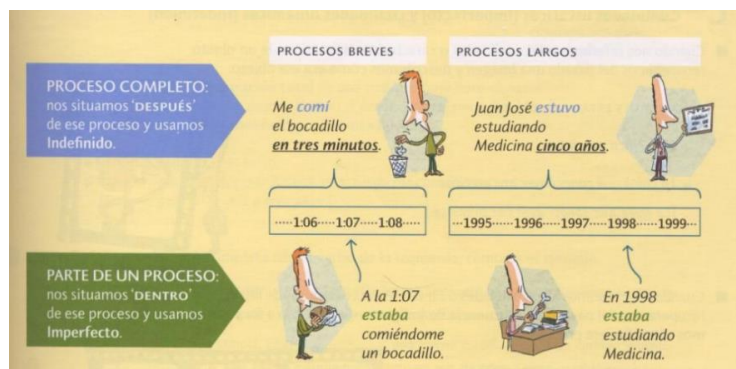 PROCESOS BREVES
PROCESOS LARGOS
PROCESO COMPLETO:
nos situamos 'DESPUÉS'
de ese proceso y usamos
Indefinido.
Me comí
el bocadillo
en tres minutos.
Juan José estuvo
estudiando
Medicina cinco años.
·····1:06·····1:07·····1:08·····
···1995······1996······1997······1998······1999···
PARTE DE UN PROCESO:
nos situamos 'DENTRO'
de ese proceso y usamos
Imperfecto.
A la 1:07
estaba
comiéndome
un bocadillo.
En 1998
estaba
estudiando
Medicina.